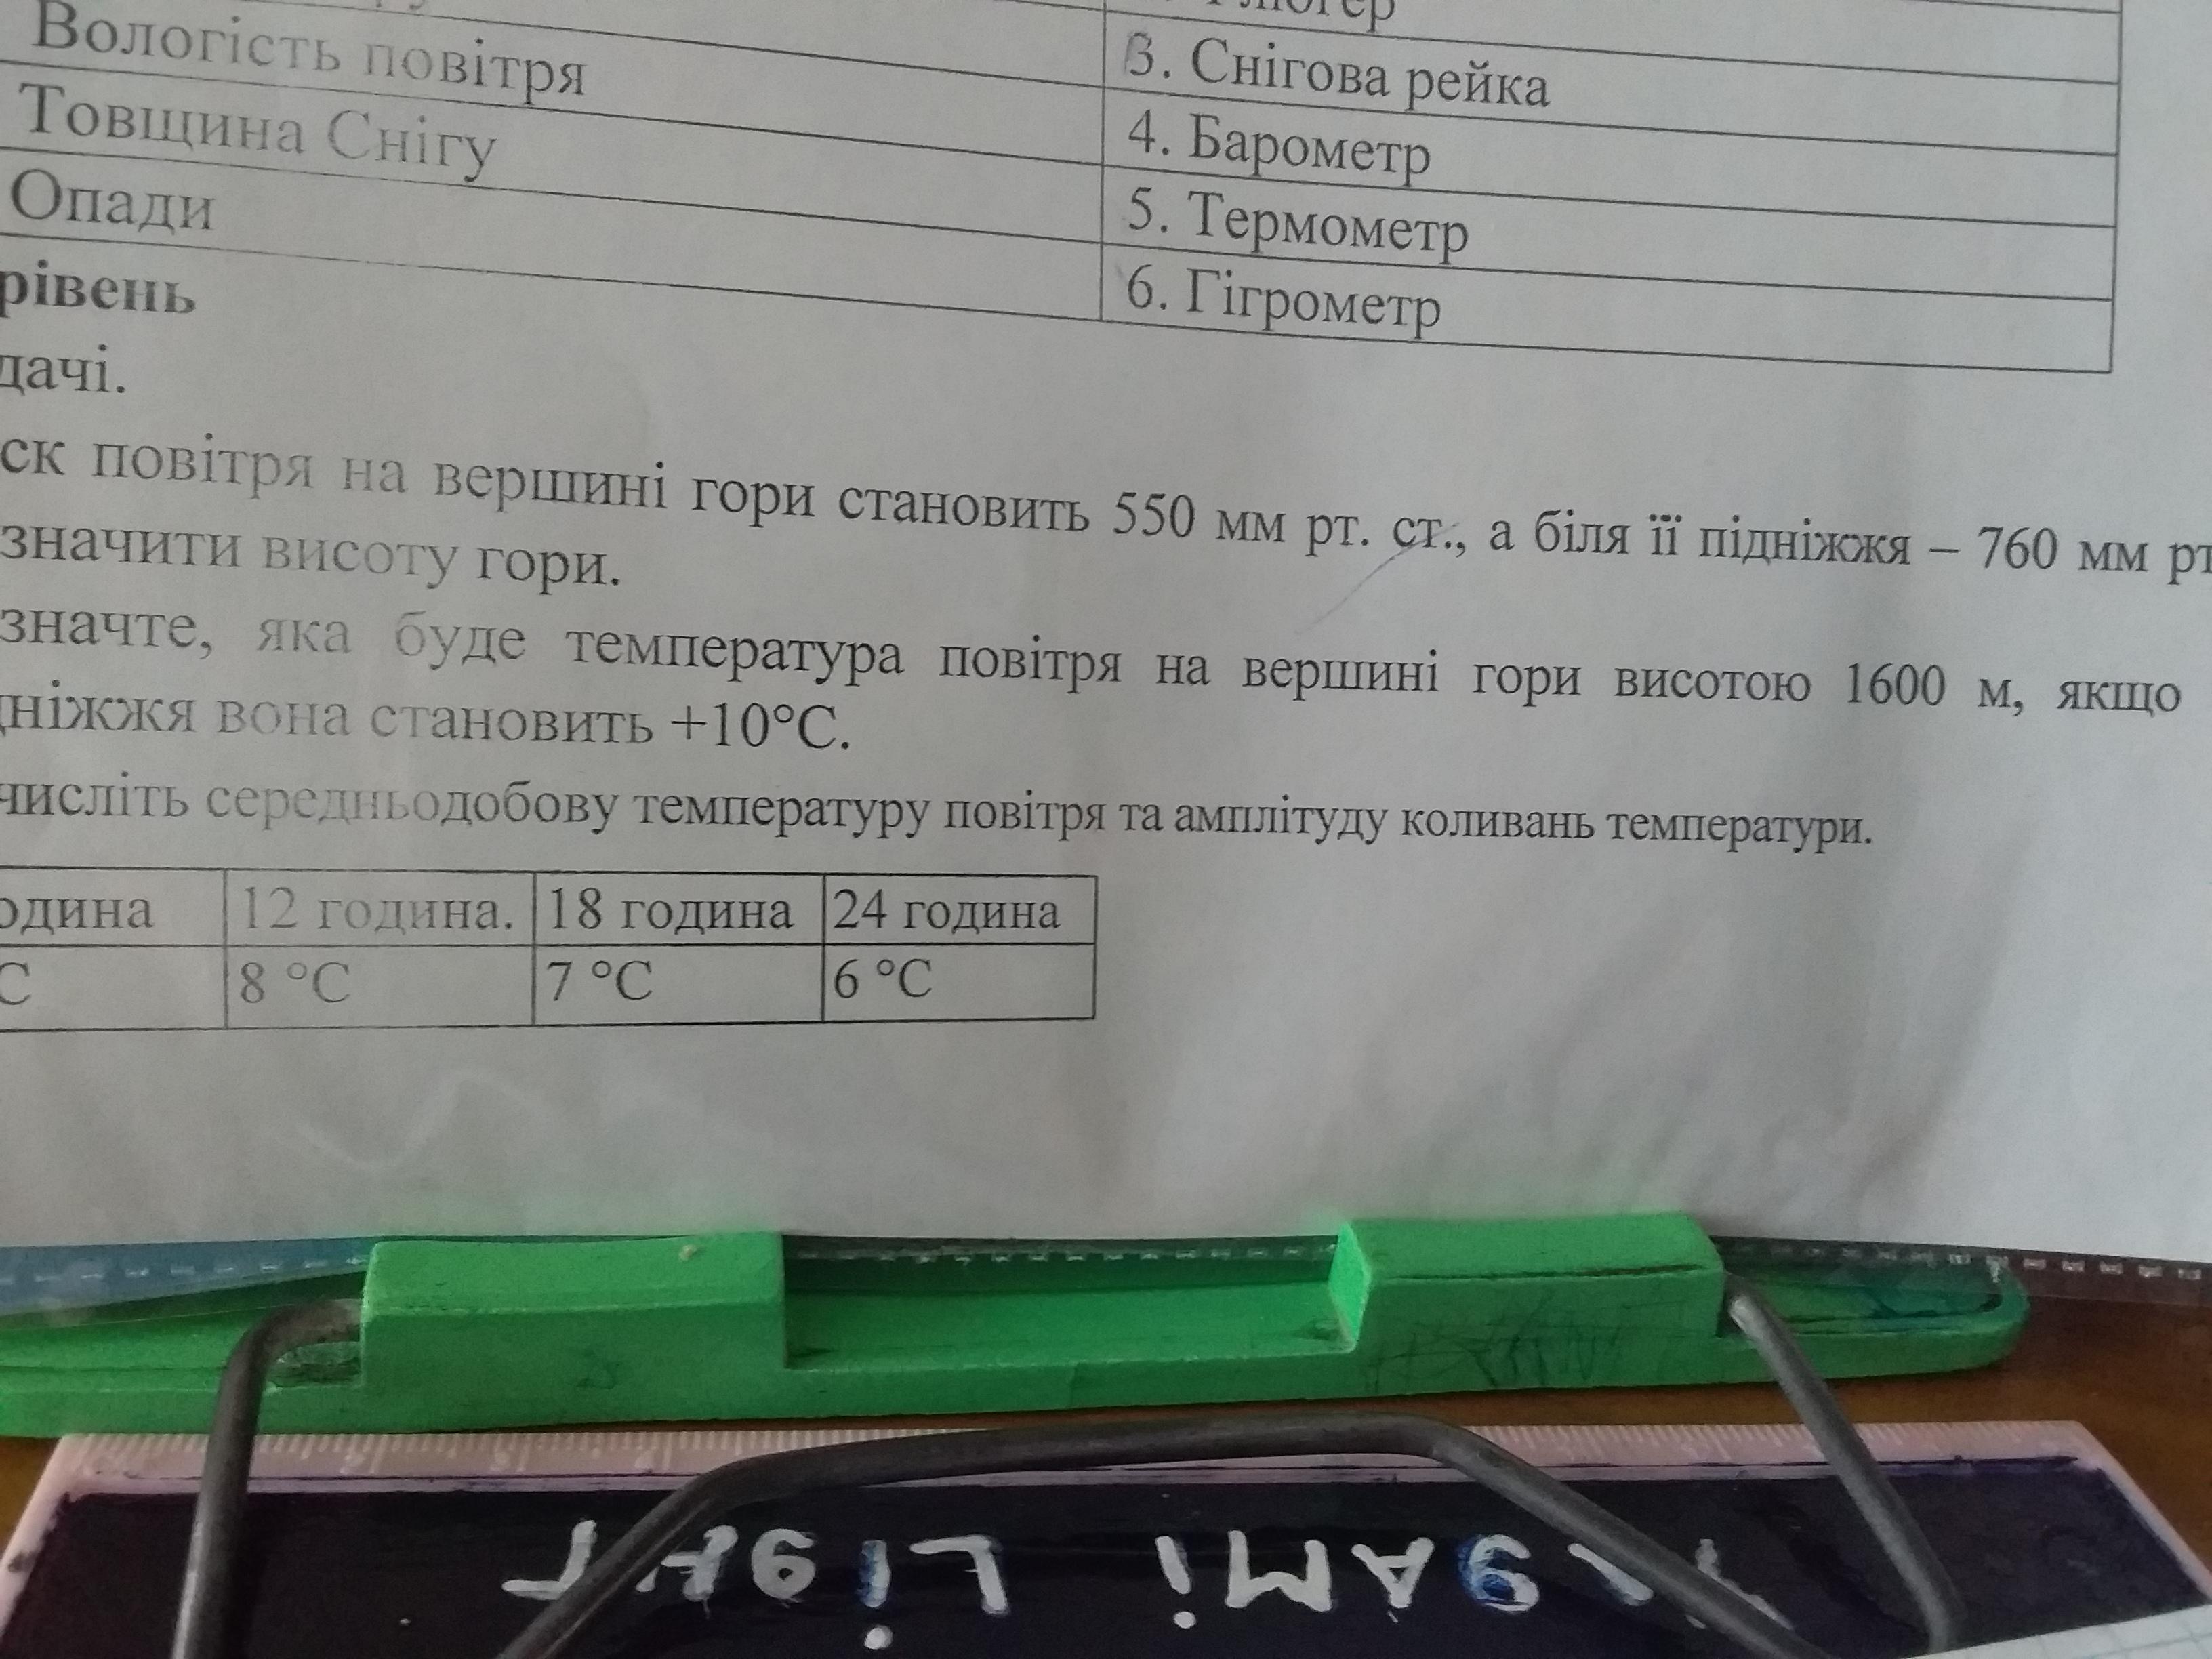 Вологість повітря
3. Снігова рейка
Товщина Снігу
4. Барометр
Опади
5. Термометр
6. Гігрометр
рівень
дачі.
ск повітря на вершині гори становить 550 мм рт. ст., а біля її підніжжя – 760 мм рт
значити висоту гори.
значте, яка буде температура повітря на вершині гори висотою 1600 м, якщо
дніжжя вона становить +10°С.
числіть середньодобову температуру повітря та амплітуду коливань температури.
одина 12 година. 18 година 24 година
С 8 °С 7 °С 6 °С